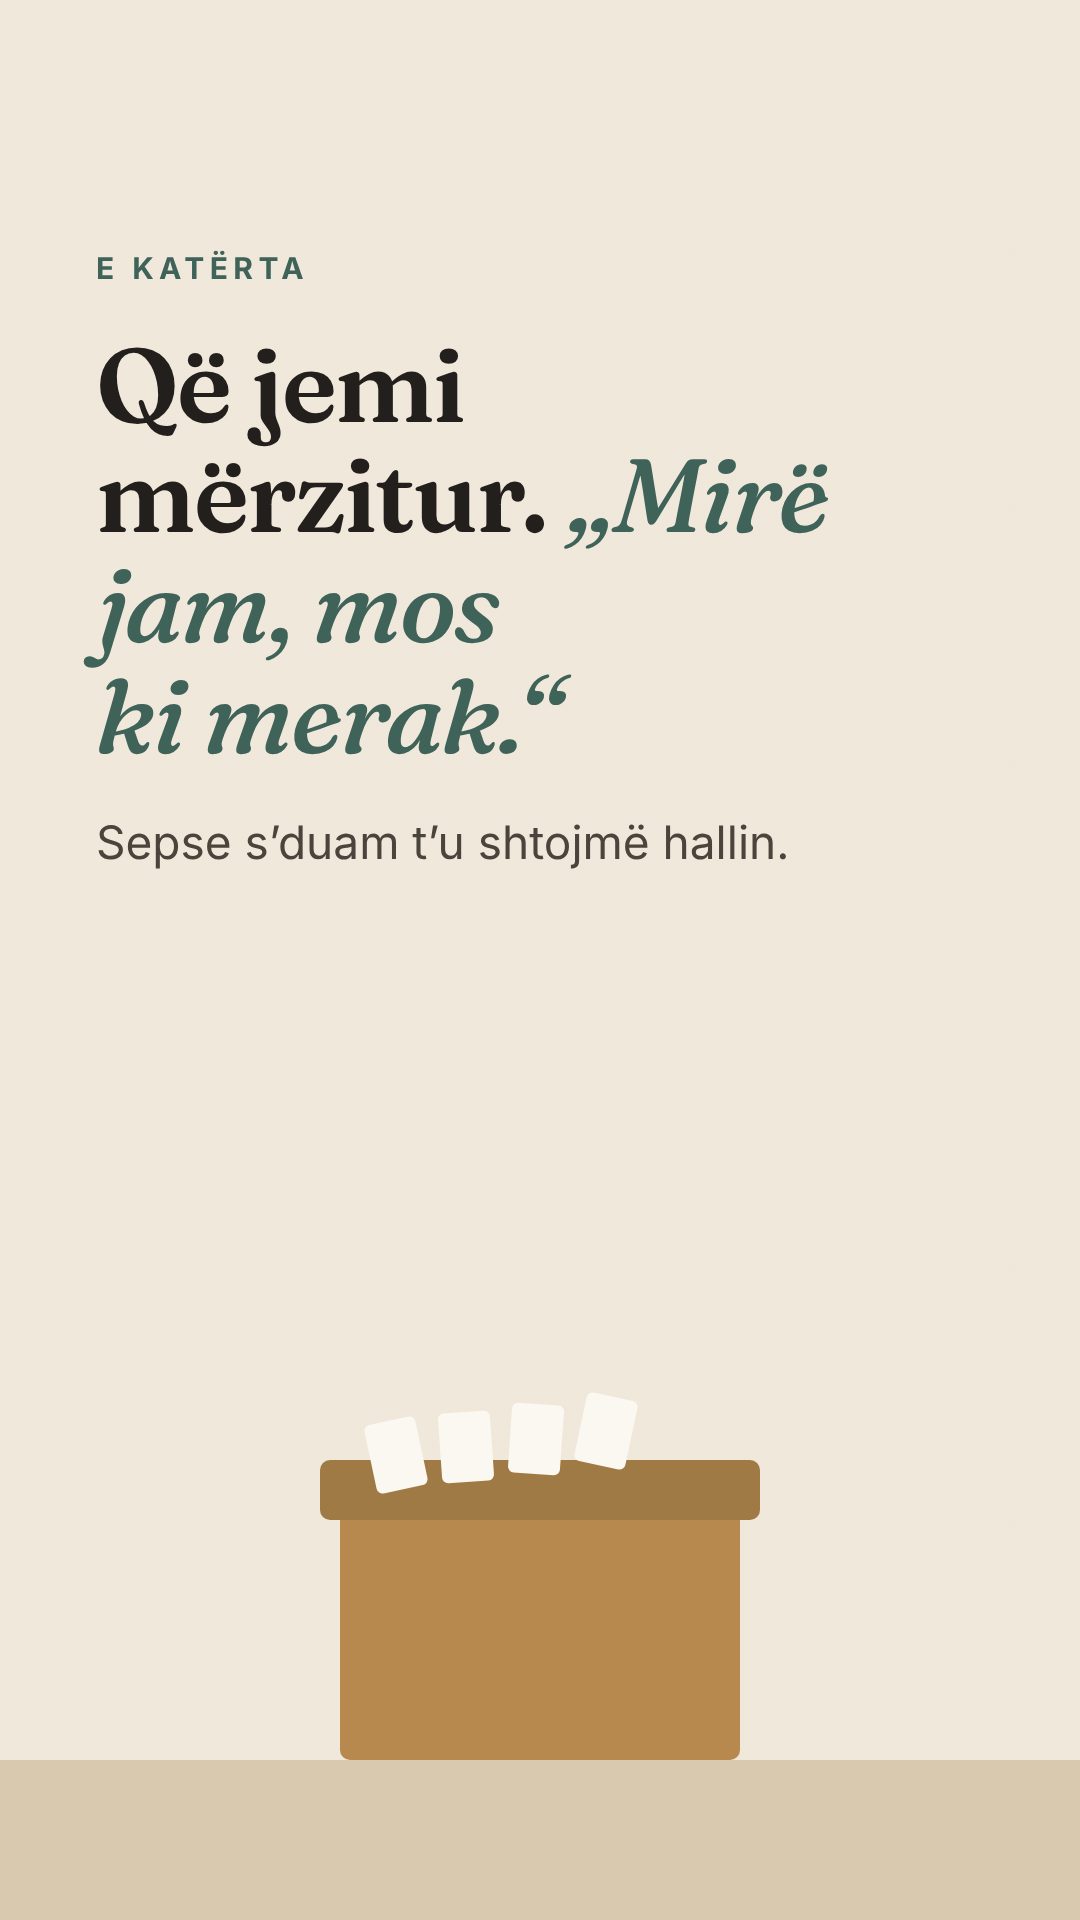 E KATËRTA
Që jemi
mërzitur. „Mirë
jam, mos
ki merak.“
Sepse s’duam t’u shtojmë hallin.